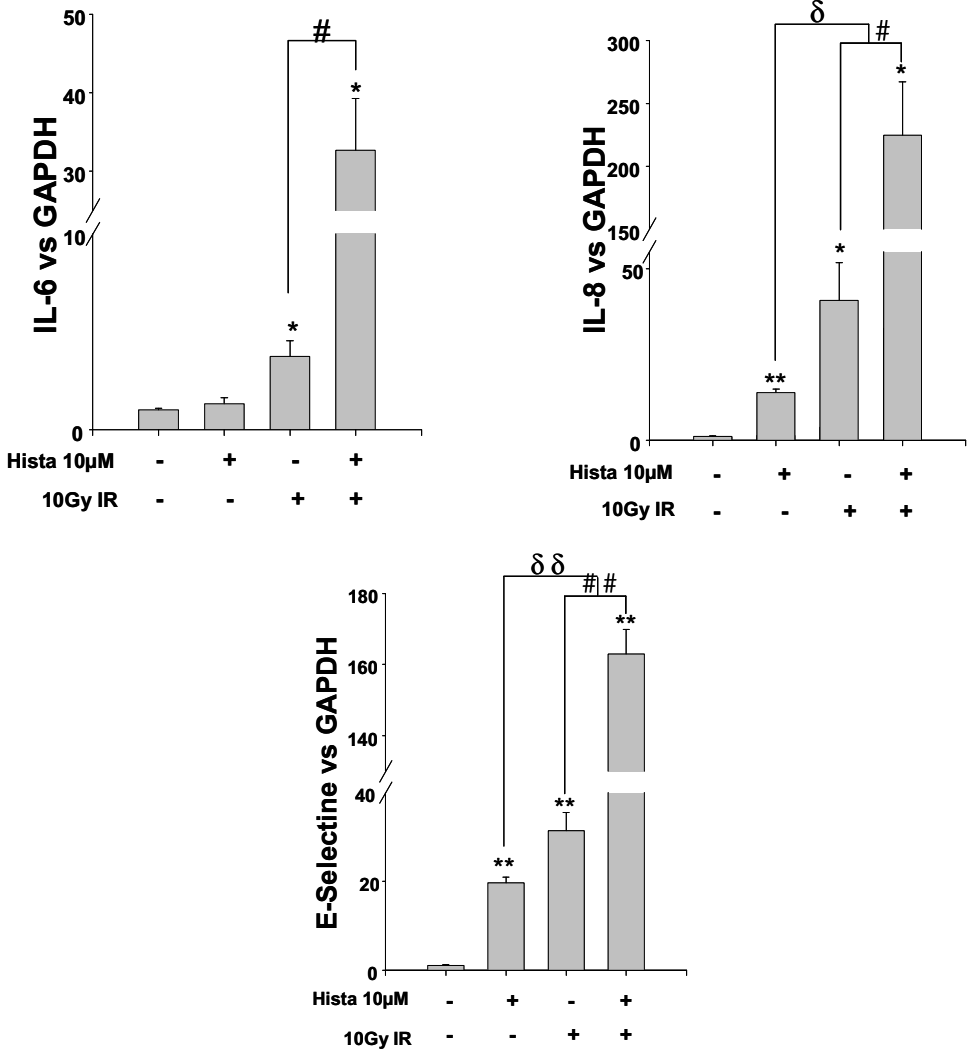 IL-6 vs GAPDH
50
40
30
10
0
#
*
*
Hista 10µM - + - +
10Gy IR - - + +
IL-8 vs GAPDH
300
250
200
150
50
0
δ
#
*
*
**
Hista 10µM - + - +
10Gy IR - - + +
E-Selectine vs GAPDH
180
160
140
40
20
0
δ δ
# #
**
**
**
Hista 10µM - + - +
10Gy IR - - + +